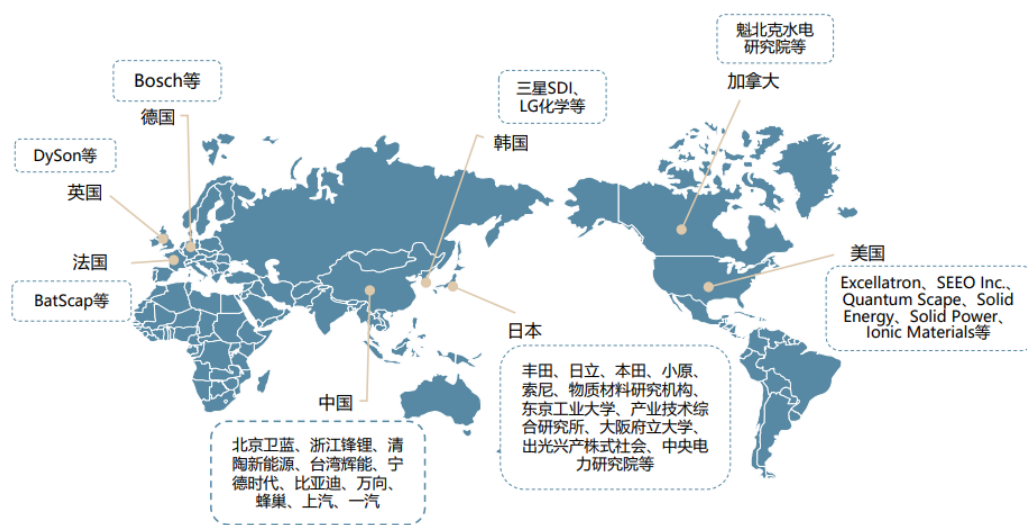 魁北克水电
研究院等
加拿大
Bosch等
德国
三星SDI、
LG化学等
韩国
DySon等
英国
法国
BatScap等
美国
Excellatron、SEEO Inc.、
Quantum Scape、Solid
Energy、Solid Power、
Ionic Materials等
日本
丰田、日立、本田、小原、
索尼、物质材料研究机构、
东京工业大学、产业技术综
合研究所、大阪府立大学、
出光兴产株式社会、中央电
力研究院等
中国
北京卫蓝、浙江锋锂、清
陶新能源、台湾辉能、宁
德时代、比亚迪、万向、
蜂巢、上汽、一汽